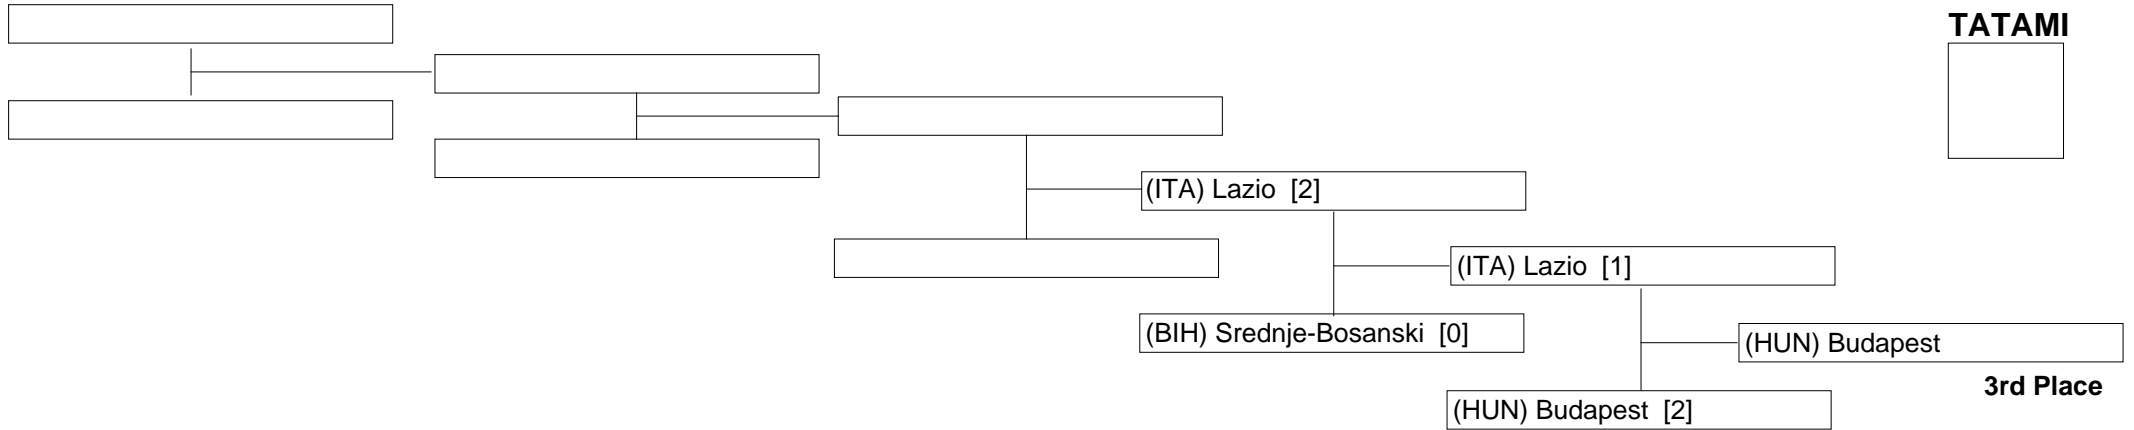 TATAMI
(ITA) Lazio [2]
(ITA) Lazio [1]
(BIH) Srednje-Bosanski [0]
(HUN) Budapest
3rd Place
(HUN) Budapest [2]